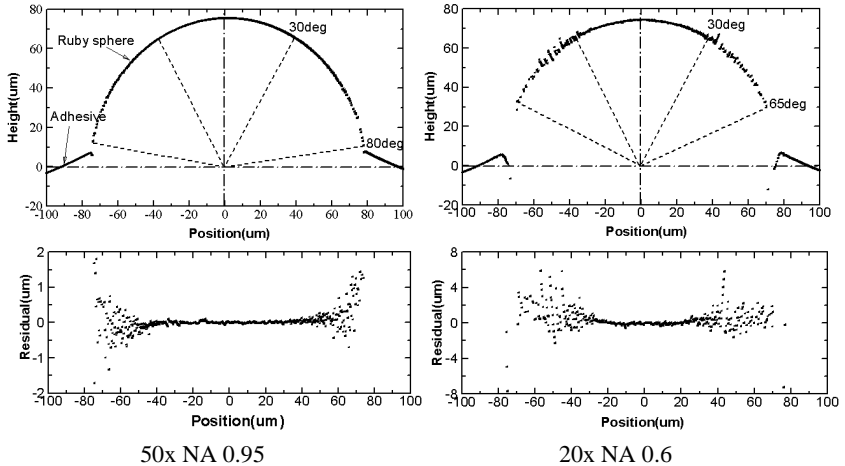 80
60
40
20
0
-20
Height(um)
Ruby sphere
30deg
Adhesive
80deg
-100 -80 -60 -40 -20 0 20 40 60 80 100
Position(um)
80
60
40
20
0
-20
Height(um)
30deg
65deg
-100 -80 -60 -40 -20 0 20 40 60 80 100
Position(um)
2
1
0
-1
-2
Residual(um)
-100 -80 -60 -40 -20 0 20 40 60 80 100
Position(um)
8
4
0
-4
-8
Residual(um)
-100 -80 -60 -40 -20 0 20 40 60 80 100
Position(um)
50x NA 0.95
20x NA 0.6